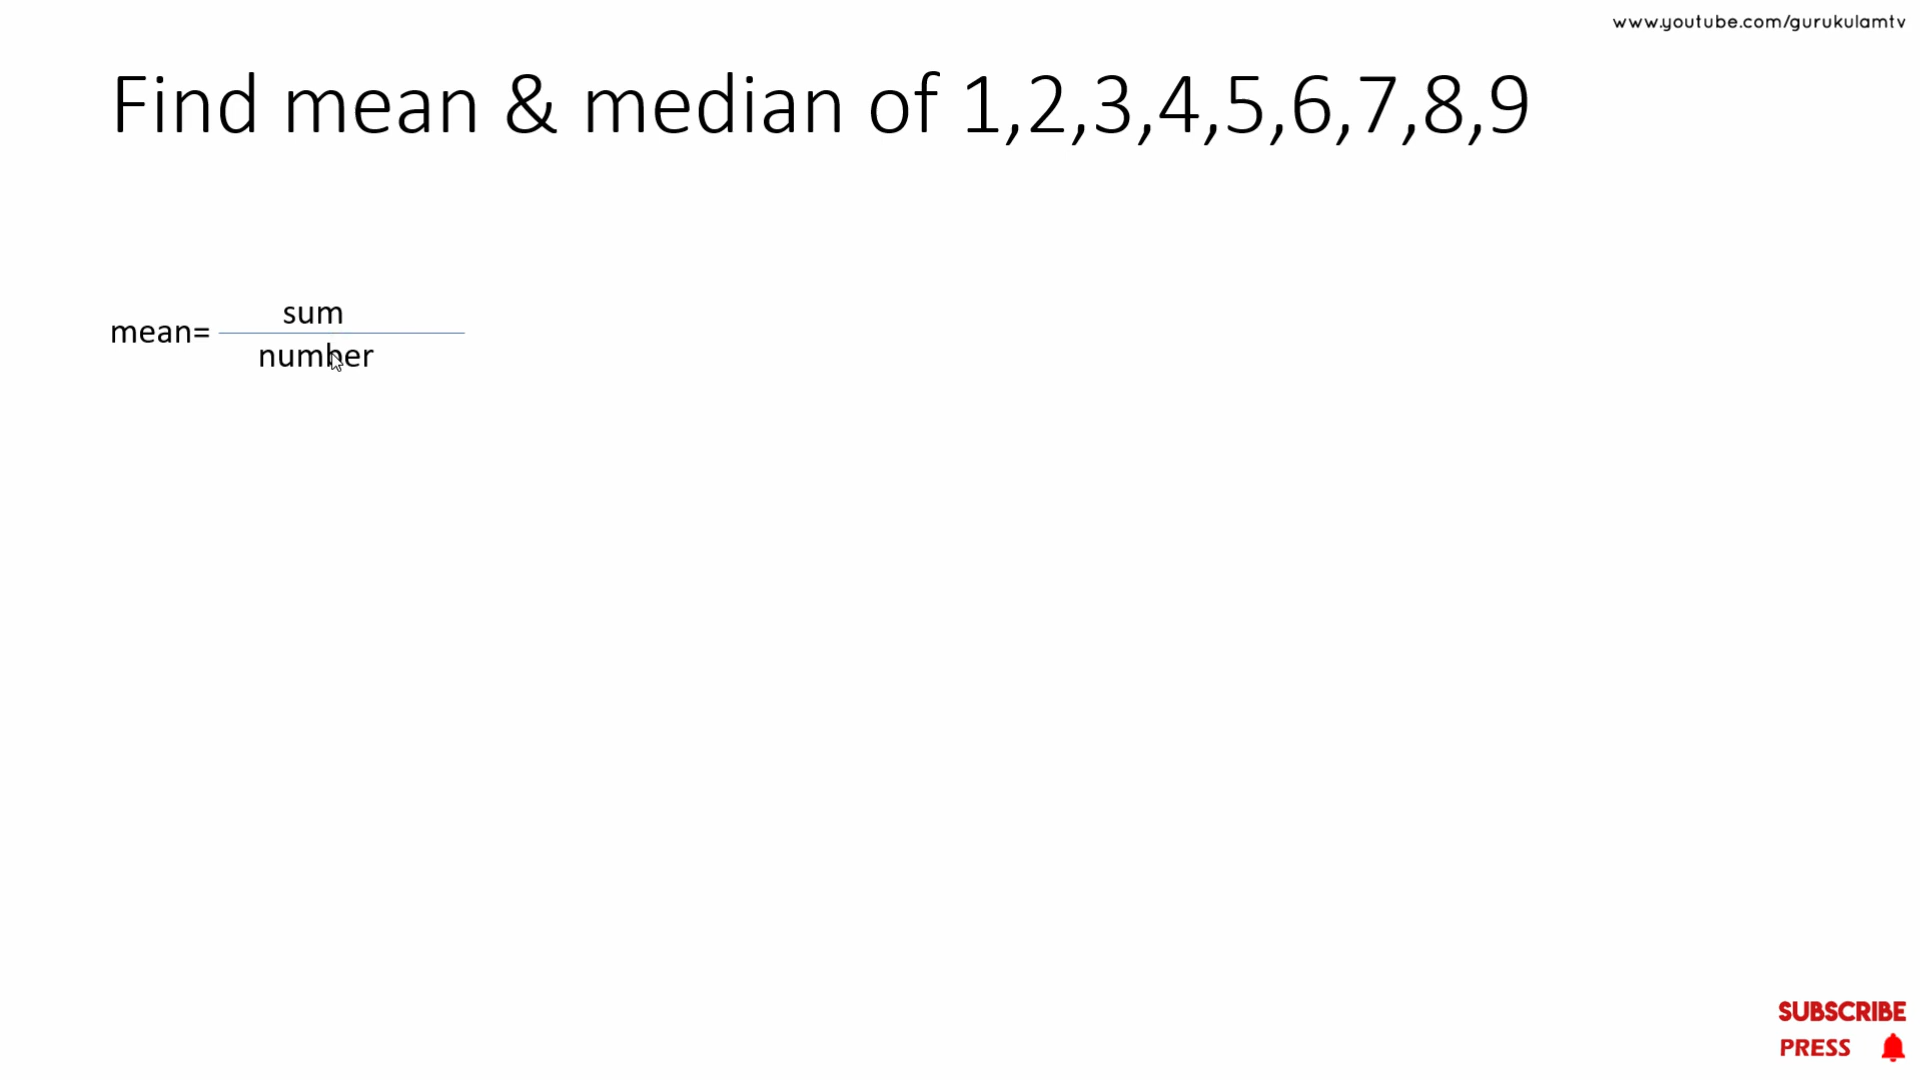 www.youtube.com/gurukulamtv
Find mean & median of 1,2,3,4,5,6,7,8,9
sum
mean=
number
SUBSCRIBE
PRESS